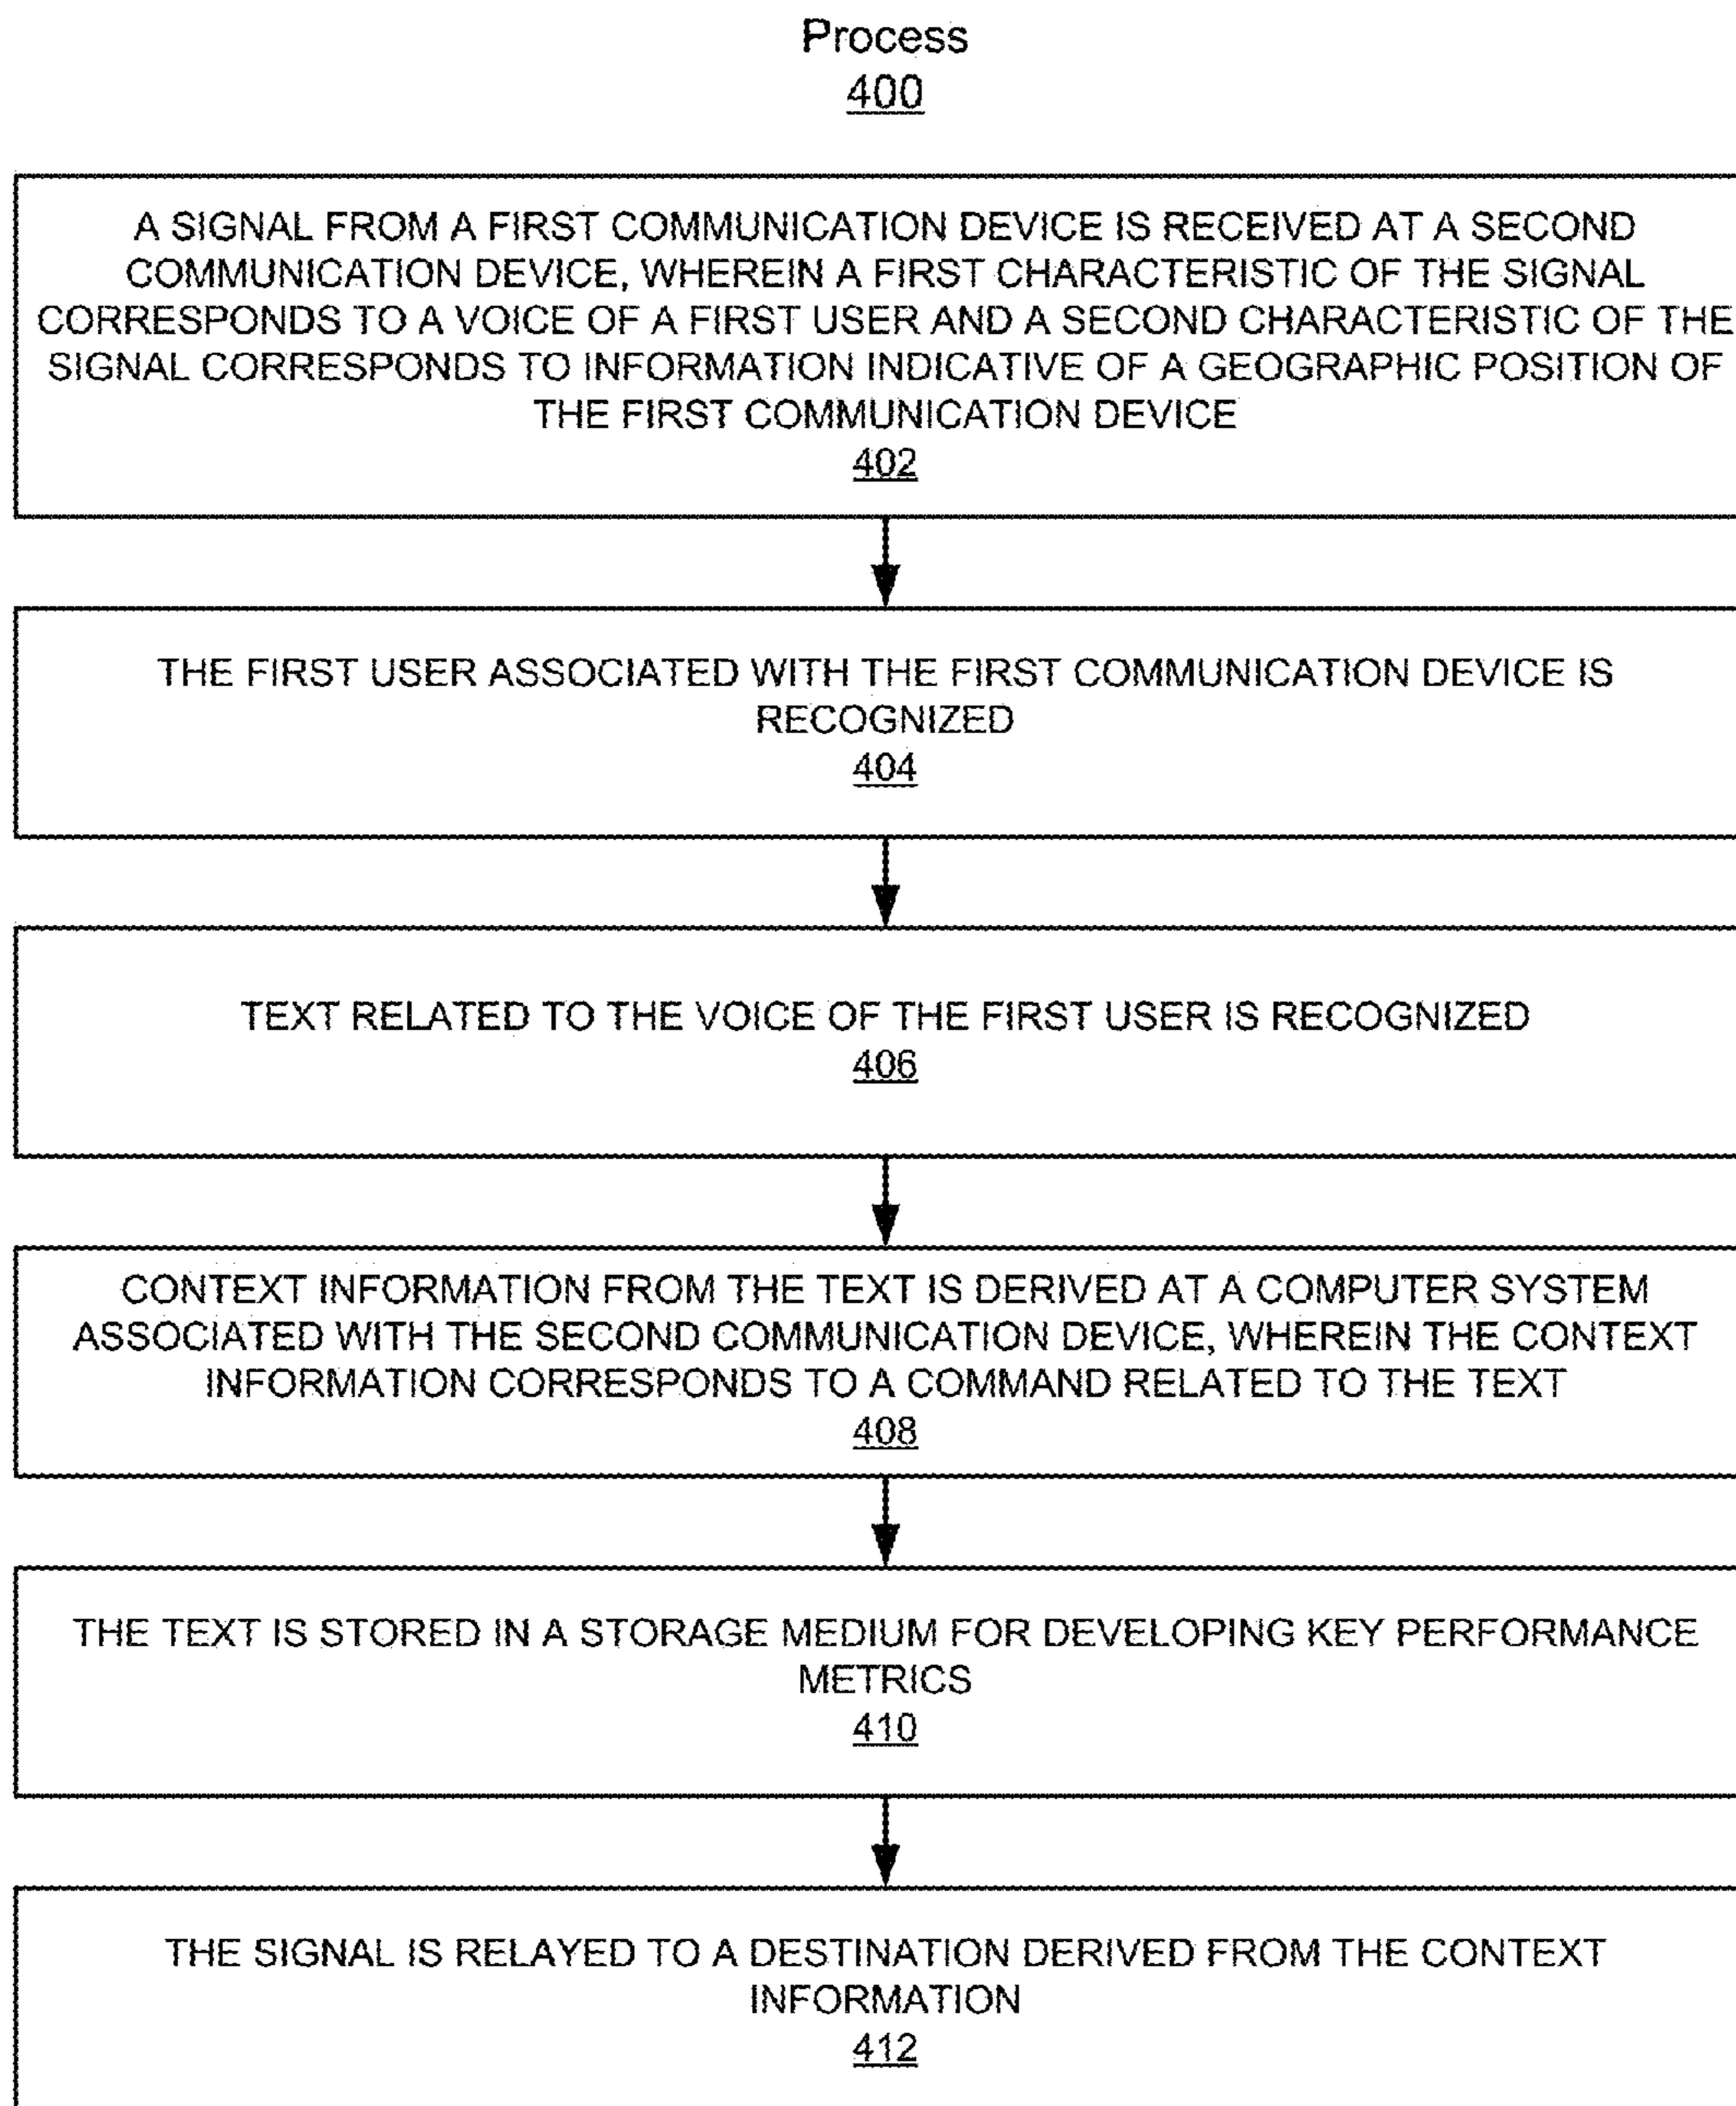 Process
400
A SIGNAL FROM A FIRST COMMUNICATION DEVICE IS RECEIVED AT A SECOND
COMMUNICATION DEVICE, WHEREIN A FIRST CHARACTERISTIC OF THE SIGNAL
CORRESPONDS TO A VOICE OF A FIRST USER AND A SECOND CHARACTERISTIC OF THE
SIGNAL CORRESPONDS TO INFORMATION INDICATIVE OF A GEOGRAPHIC POSITION OF
THE FIRST COMMUNICATION DEVICE
402
THE FIRST USER ASSOCIATED WITH THE FIRST COMMUNICATION DEVICE IS
RECOGNIZED
404
TEXT RELATED TO THE VOICE OF THE FIRST USER IS RECOGNIZED
406
CONTEXT INFORMATION FROM THE TEXT IS DERIVED AT A COMPUTER SYSTEM
ASSOCIATED WITH THE SECOND COMMUNICATION DEVICE, WHEREIN THE CONTEXT
INFORMATION CORRESPONDS TO A COMMAND RELATED TO THE TEXT
408
THE TEXT IS STORED IN A STORAGE MEDIUM FOR DEVELOPING KEY PERFORMANCE
METRICS
410
THE SIGNAL IS RELAYED TO A DESTINATION DERIVED FROM THE CONTEXT
INFORMATION
412